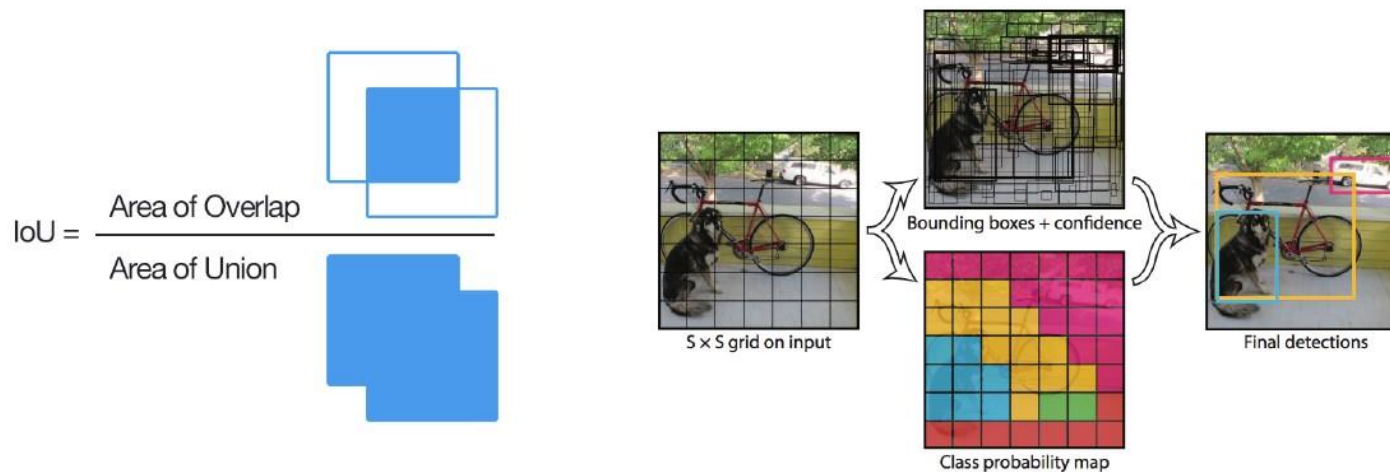 IoU =
Area of Overlap
Area of Union
S × S grid on input
Bounding boxes + confidence
Class probability map
Final detections